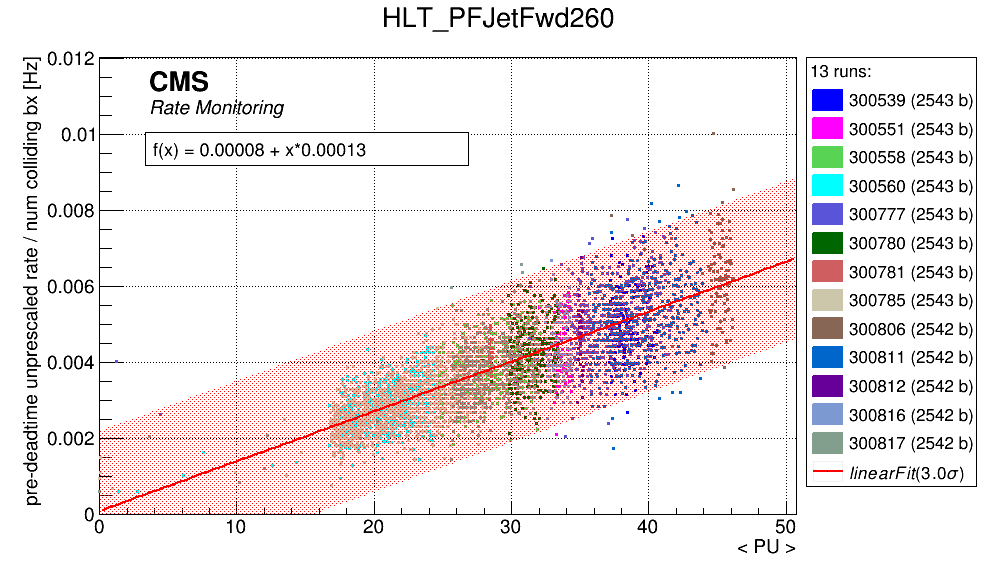 HLT_PFJetFwd260
pre-deadtime unprescaled rate / num colliding bx [Hz]
0.012
0.01
0.008
0.006
0.004
0.002
0
CMS
Rate Monitoring
f(x) = 0.00008 + x*0.00013
0 10 20 30 40 50
< PU >
13 runs:
300539 (2543 b)
300551 (2543 b)
300558 (2543 b)
300560 (2543 b)
300777 (2543 b)
300780 (2543 b)
300781 (2543 b)
300785 (2543 b)
300806 (2542 b)
300811 (2542 b)
300812 (2542 b)
300816 (2542 b)
300817 (2542 b)
linearFit(3.0σ)